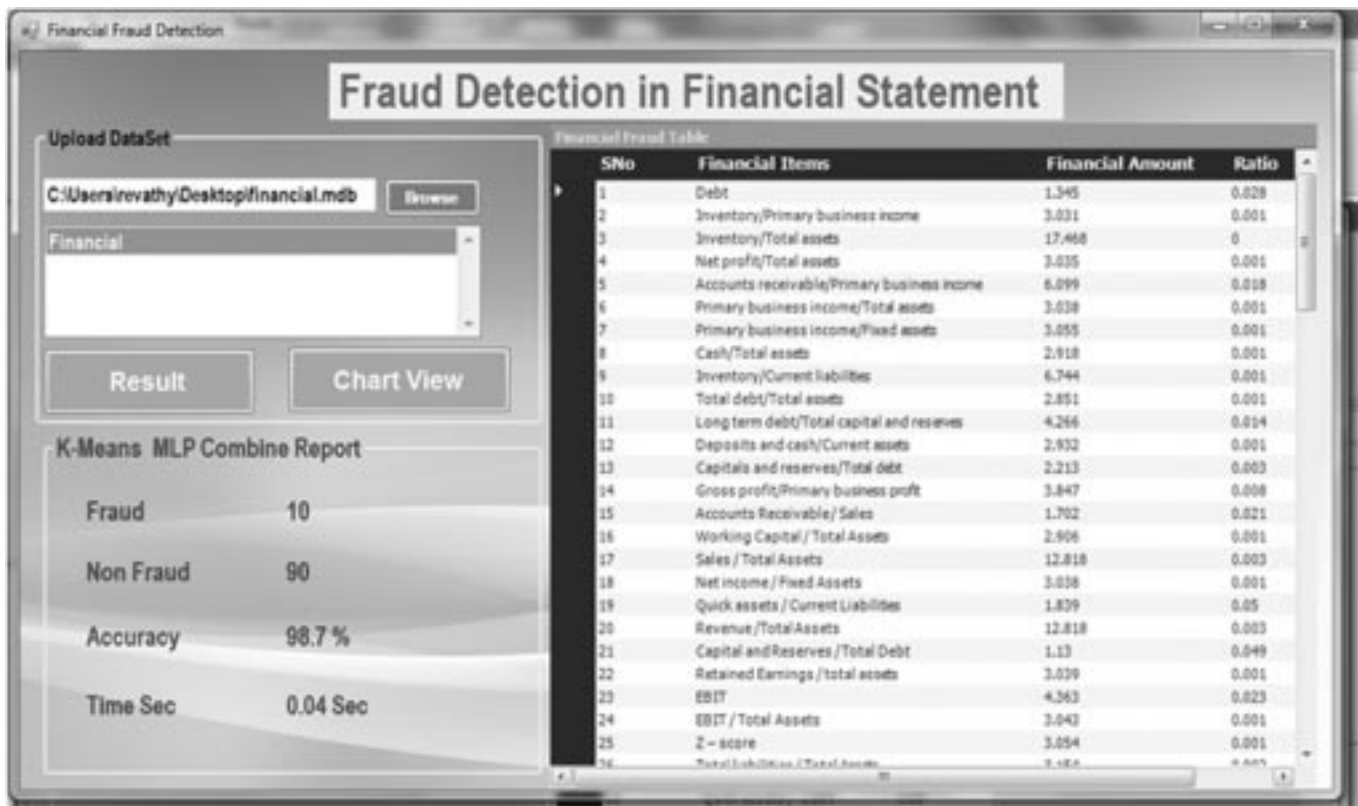 Financial Fraud Detection
Fraud Detection in Financial Statement
Upload DataSet
C:\Users\revathy\Desktop\financial.mdb Browse
Financial
Result Chart View
K-Means MLP Combine Report
Fraud 10
Non Fraud 90
Accuracy 98.7 %
Time Sec 0.04 Sec
Financial Fraud Table
SNo Financial Items Financial Amount Ratio
1 Debt 1.345 0.028
2 Inventory/Primary business income 3.031 0.001
3 Inventory/Total assets 17.468 0
4 Net profit/Total assets 3.035 0.001
5 Accounts receivable/Primary business income 6.099 0.018
6 Primary business income/Total assets 3.038 0.001
7 Primary business income/Fixed assets 3.055 0.001
8 Cash/Total assets 2.918 0.001
9 Inventory/Current liabilities 6.744 0.001
10 Total debt/Total assets 2.851 0.001
11 Long term debt/Total capital and reserves 4.266 0.014
12 Deposits and cash/Current assets 2.932 0.001
13 Capitals and reserves/Total debt 2.213 0.003
14 Gross profit/Primary business profit 3.847 0.008
15 Accounts Receivable / Sales 1.702 0.021
16 Working Capital / Total Assets 2.906 0.001
17 Sales / Total Assets 12.818 0.003
18 Net income / Fixed Assets 3.038 0.001
19 Quick assets / Current Liabilities 1.839 0.05
20 Revenue /Total Assets 12.818 0.003
21 Capital and Reserves / Total Debt 1.13 0.049
22 Retained Earnings / total assets 3.039 0.001
23 EBIT 4.363 0.023
24 EBIT / Total Assets 3.043 0.001
25 Z – score 3.054 0.001
26 Total liabilities / Total Assets